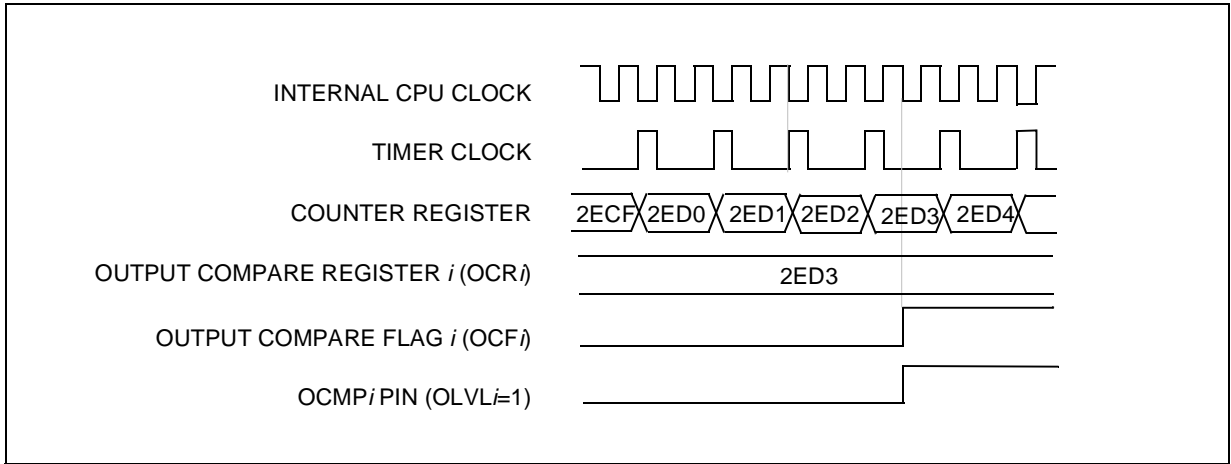 INTERNAL CPU CLOCK
TIMER CLOCK
COUNTER REGISTER 2ECF 2ED0 2ED1 2ED2 2ED3 2ED4
OUTPUT COMPARE REGISTER i (OCRi) 2ED3
OUTPUT COMPARE FLAG i (OCFi)
OCMPi PIN (OLVLi=1)